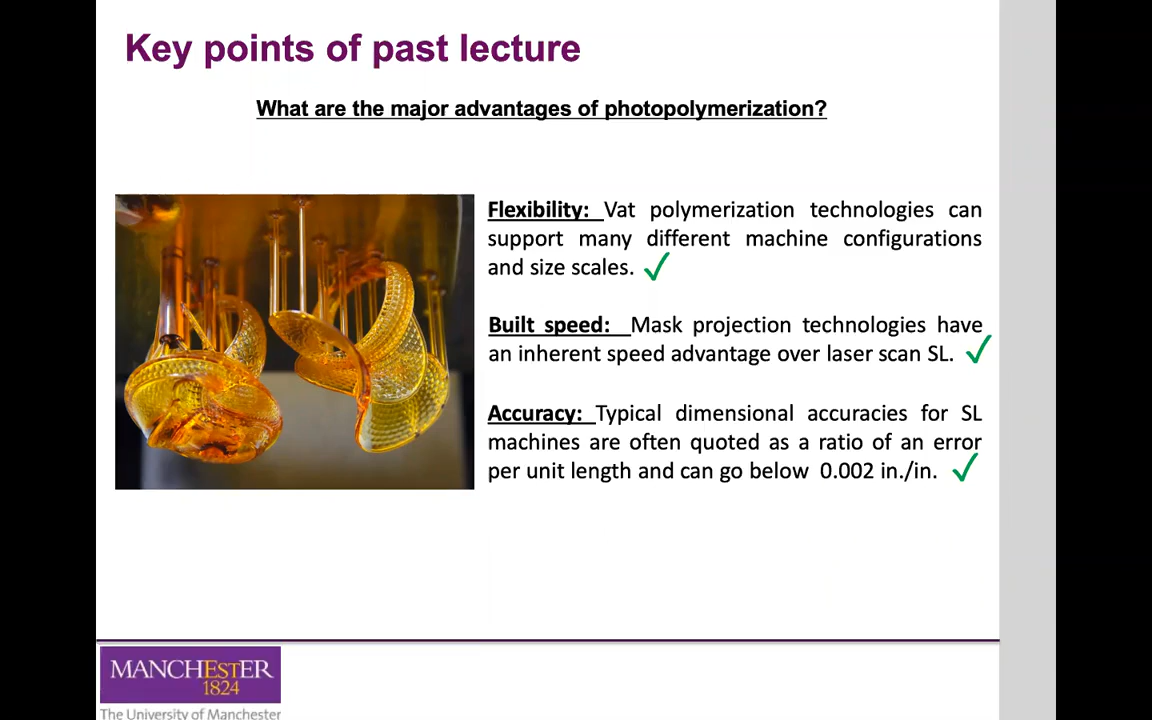 Key points of past lecture
What are the major advantages of photopolymerization?
Flexibility: Vat polymerization technologies can
support many different machine configurations
and size scales.
Built speed: Mask projection technologies have
an inherent speed advantage over laser scan SL.
Accuracy: Typical dimensional accuracies for SL
machines are often quoted as a ratio of an error
per unit length and can go below 0.002 in./in.
MANCHESTER
1824
The University of Manchester